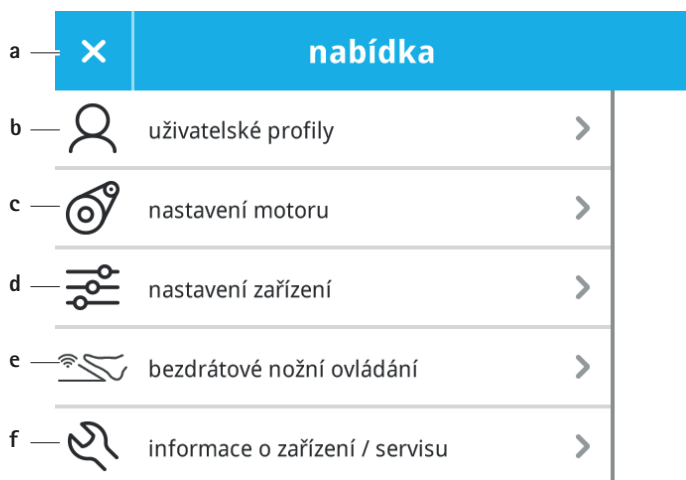 a nabídka
b uživatelské profily
c nastavení motoru
d nastavení zařízení
e bezdrátové nožní ovládání
f informace o zařízení / servisu